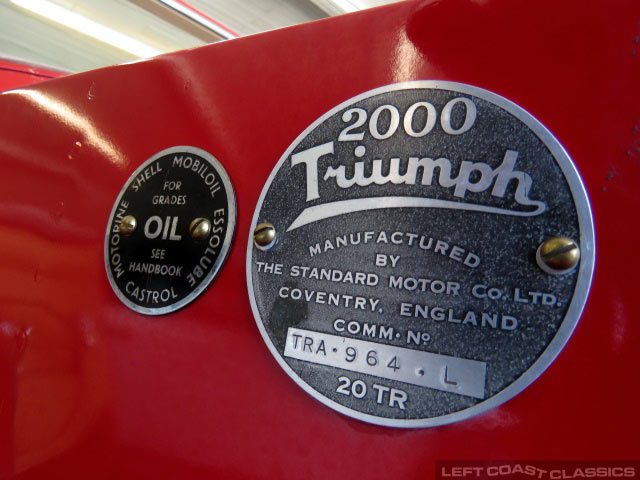 MOTORINE SHELL MOBILOIL ESSOLUBE
FOR
GRADES
OIL
SEE
HANDBOOK
CASTROL
2000
Triumph
MANUFACTURED
BY
THE STANDARD MOTOR CO. LTD.
COVENTRY, ENGLAND
COMM. Nº
TRA·964.L
20 TR
LEFT COAST CLASSICS